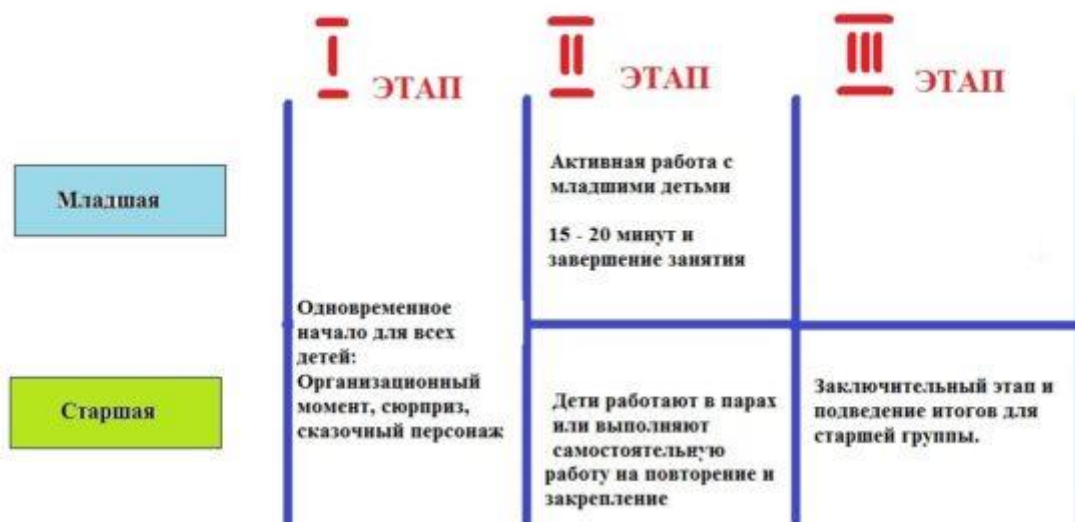 I ЭТАП
II ЭТАП
III ЭТАП
Младшая
Активная работа с
младшими детьми
15 - 20 минут и
завершение занятия
Одновременное
начало для всех
детей:
Организационный
момент, сюрприз,
сказочный персонаж
Старшая
Дети работают в парах
или выполняют
самостоятельную
работу на повторение и
закрепление
Заключительный этап и
подведение итогов для
старшей группы.